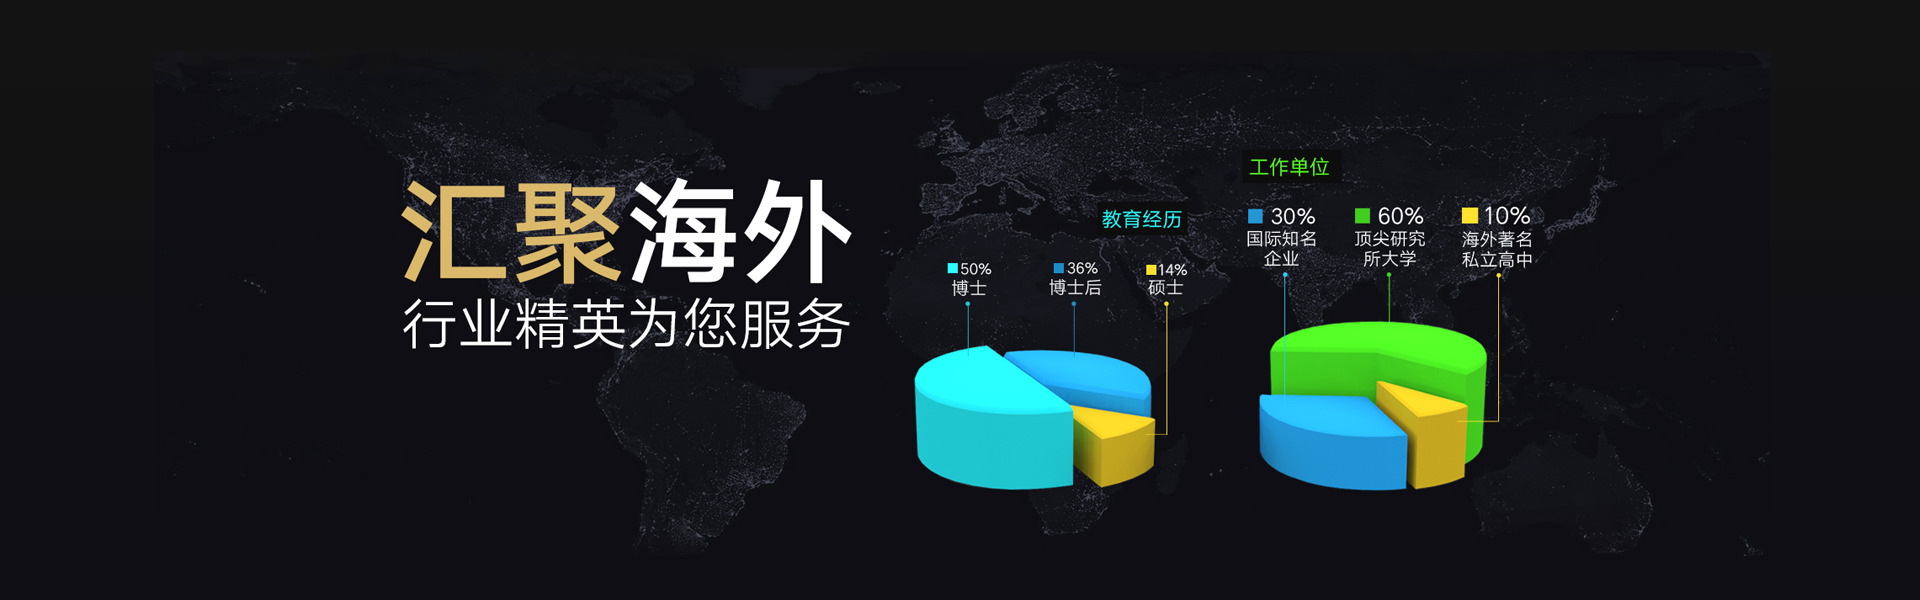 汇聚海外
行业精英为您服务
教育经历
50%
博士
36%
博士后
14%
硕士
工作单位
30%
国际知名
企业
60%
顶尖研究
所大学
10%
海外著名
私立高中